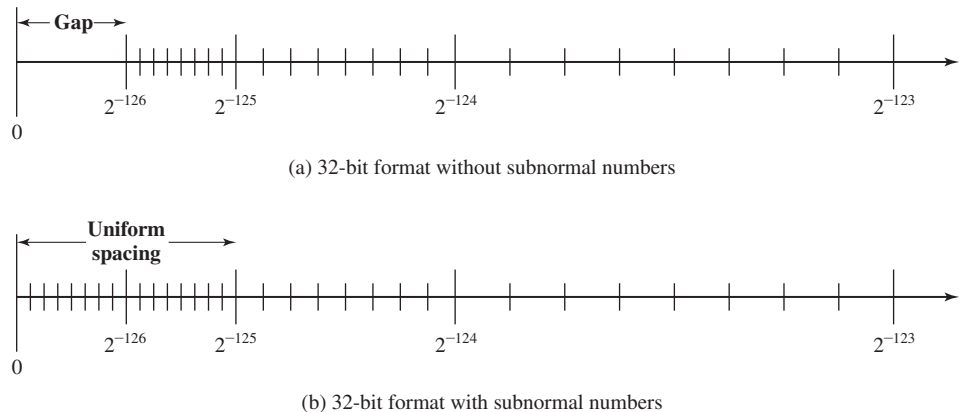 Gap
2⁻¹²⁶ 2⁻¹²⁵ 2⁻¹²⁴ 2⁻¹²³
0
(a) 32-bit format without subnormal numbers
Uniform
spacing
2⁻¹²⁶ 2⁻¹²⁵ 2⁻¹²⁴ 2⁻¹²³
0
(b) 32-bit format with subnormal numbers